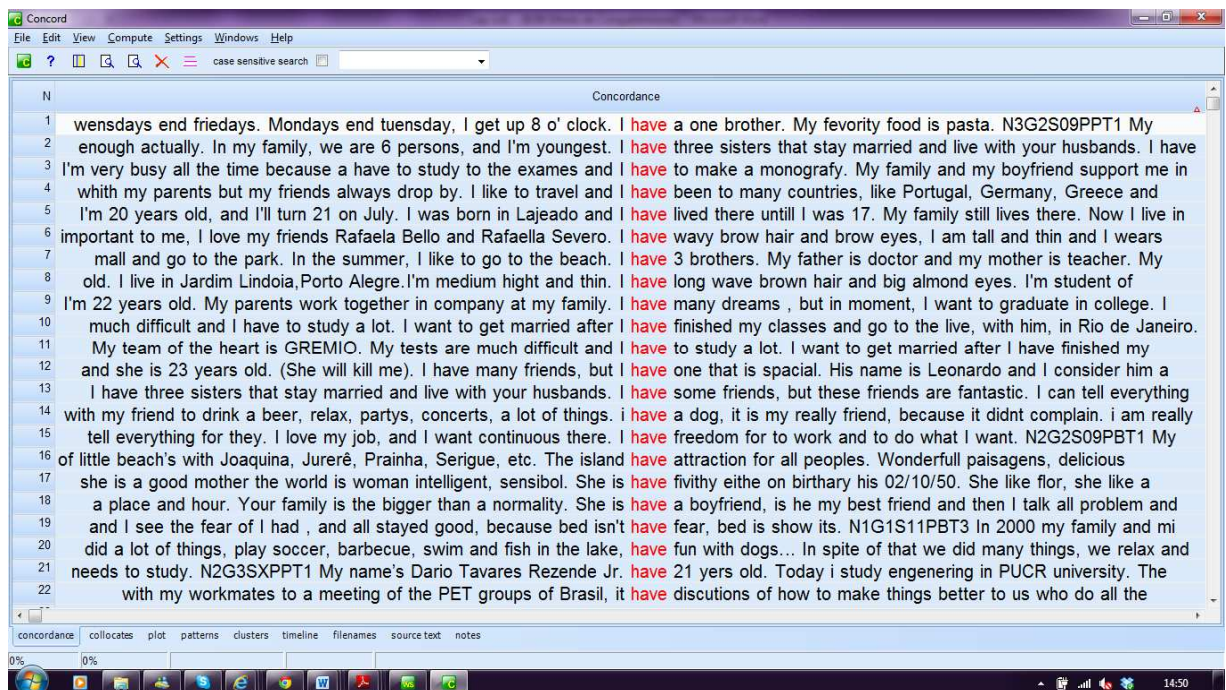 Concord
File Edit View Compute Settings Windows Help
case sensitive search
N Concordance
1 wensdays end friedays. Mondays end tuensday, I get up 8 o' clock. I have a one brother. My fevority food is pasta. N3G2S09PPT1 My
2 enough actually. In my family, we are 6 persons, and I'm youngest. I have three sisters that stay married and live with your husbands. I have
3 I'm very busy all the time because a have to study to the exames and I have to make a monografy. My family and my boyfriend support me in
4 whith my parents but my friends always drop by. I like to travel and I have been to many countries, like Portugal, Germany, Greece and
5 I'm 20 years old, and I'll turn 21 on July. I was born in Lajeado and I have lived there untill I was 17. My family still lives there. Now I live in
6 important to me, I love my friends Rafaela Bello and Rafaella Severo. I have wavy brow hair and brow eyes, I am tall and thin and I wears
7 mall and go to the park. In the summer, I like to go to the beach. I have 3 brothers. My father is doctor and my mother is teacher. My
8 old. I live in Jardim Lindoia,Porto Alegre.I'm medium hight and thin. I have long wave brown hair and big almond eyes. I'm student of
9 I'm 22 years old. My parents work together in company at my family. I have many dreams , but in moment, I want to graduate in college. I
10 much difficult and I have to study a lot. I want to get married after I have finished my classes and go to the live, with him, in Rio de Janeiro.
11 My team of the heart is GREMIO. My tests are much difficult and I have to study a lot. I want to get married after I have finished my
12 and she is 23 years old. (She will kill me). I have many friends, but I have one that is spacial. His name is Leonardo and I consider him a
13 I have three sisters that stay married and live with your husbands. I have some friends, but these friends are fantastic. I can tell everything
14 with my friend to drink a beer, relax, partys, concerts, a lot of things. i have a dog, it is my really friend, because it didnt complain. i am really
15 tell everything for they. I love my job, and I want continuous there. I have freedom for to work and to do what I want. N2G2S09PBT1 My
16 of little beach's with Joaquina, Jurerê, Prainha, Serigue, etc. The island have attraction for all peoples. Wonderfull paisagens, delicious
17 she is a good mother the world is woman intelligent, sensibol. She is have fivithy eithe on birthary his 02/10/50. She like flor, she like a
18 a place and hour. Your family is the bigger than a normality. She is have a boyfriend, is he my best friend and then I talk all problem and
19 and I see the fear of I had , and all stayed good, because bed isn't have fear, bed is show its. N1G1S11PBT3 In 2000 my family and mi
20 did a lot of things, play soccer, barbecue, swim and fish in the lake, have fun with dogs... In spite of that we did many things, we relax and
21 needs to study. N2G3SXPPT1 My name's Dario Tavares Rezende Jr. have 21 yers old. Today i study engenering in PUCR university. The
22 with my workmates to a meeting of the PET groups of Brasil, it have discutions of how to make things better to us who do all the
concordance collocates plot patterns clusters timeline filenames source text notes
0% 0%
14:50